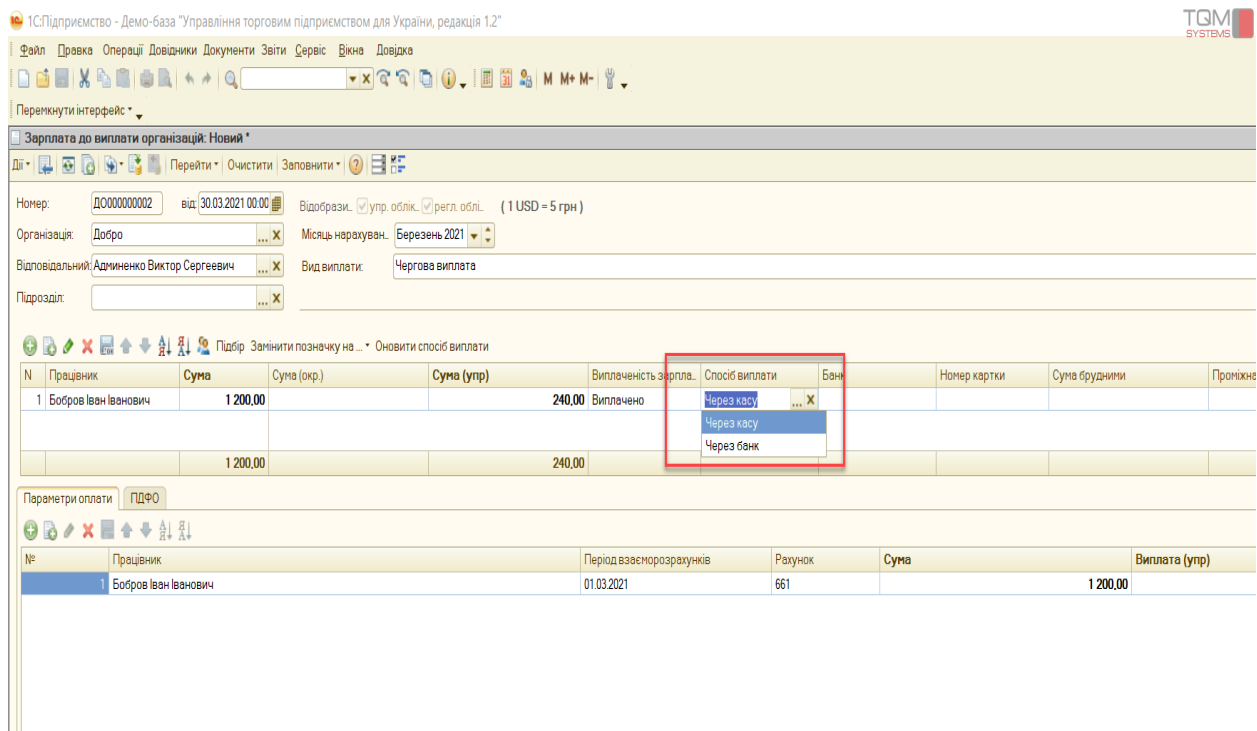 1С:Підприємство - Демо-база "Управління торговим підприємством для України, редакція 1.2"
TQM
SYSTEMS
Файл Правка Операції Довідники Документи Звіти Сервіс Вікна Довідка
M M+ M-
Перемкнути інтерфейс
Зарплата до виплати організацій: Новий *
Дії Перейти Очистити Заповнити
Номер: ДО000000002 від: 30.03.2021 00:00 Відобрази... упр. облік... регл. облі... ( 1 USD = 5 грн )
Організація: Добро ... X Місяць нарахуван... Березень 2021
Відповідальний: Админенко Виктор Сергеевич ... X Вид виплати: Чергова виплата
Підрозділ: ... X
Підбір Замінити позначку на ... Оновити спосіб виплати
N Працівник Сума Сума (окр.) Сума (упр) Виплаченість зарпла... Спосіб виплати Банк Номер картки Сума брудними Проміжна
1 Бобров Іван Іванович 1 200,00 240,00 Виплачено Через касу ... X
Через касу
Через банк
1 200,00 240,00
Параметри оплати ПДФО
№ Працівник Період взаєморозрахунків Рахунок Сума Виплата (упр)
1 Бобров Іван Іванович 01.03.2021 661 1 200,00